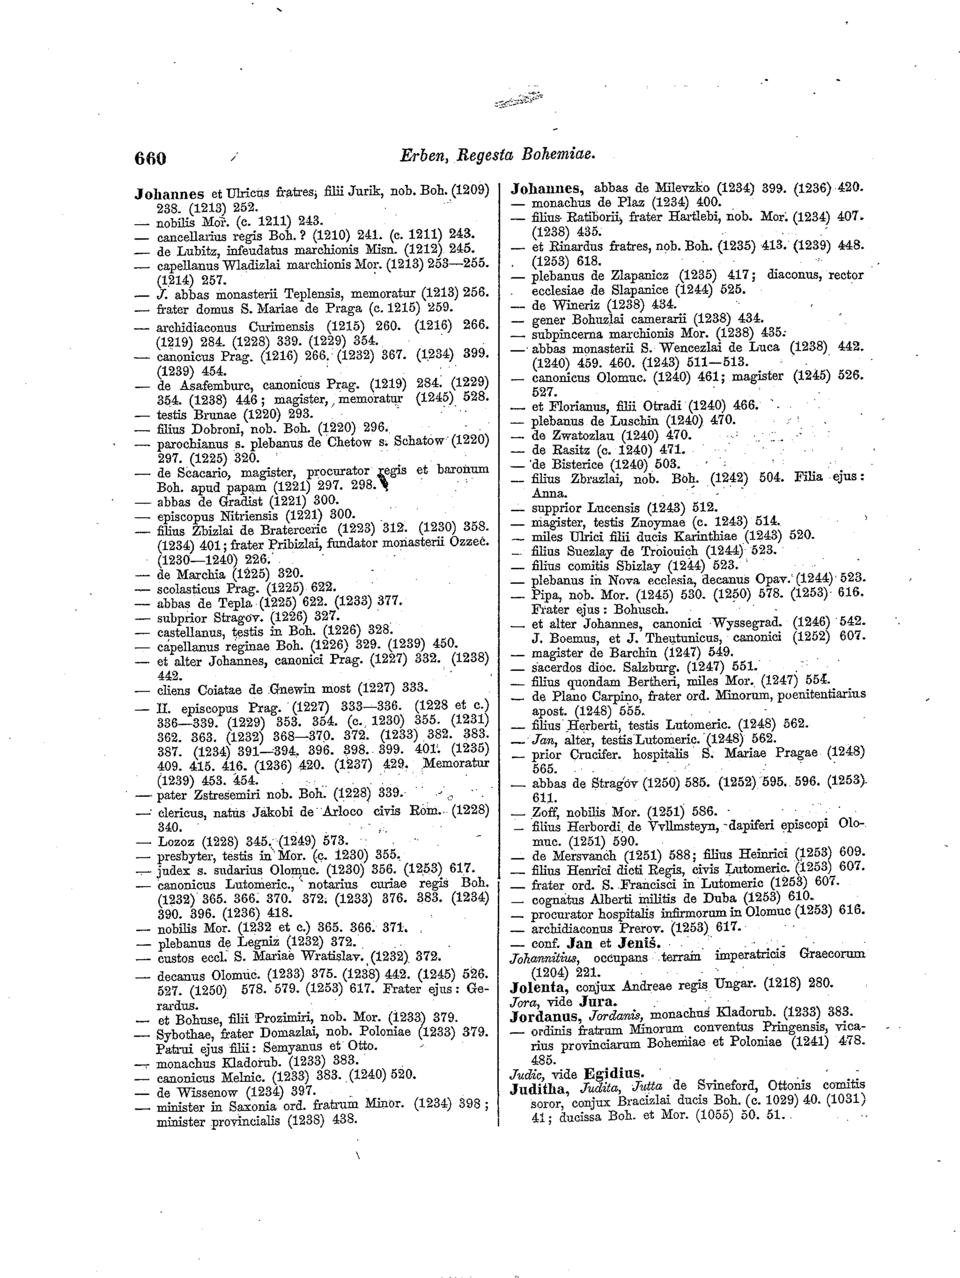 660
Erben, Regesta Bohemiae.
Johannes et Ulricus fratres, filii Jurik, nob. Boh. (1209)
238. (1213) 252.
— nobilis Mor. (c. 1211) 243.
— cancellarius regis Boh. ? (1210) 241. (c. 1211) 243.
— de Lubitz, infeudatus marchionis Misn. (1212) 245.
— capellanus Wladizlai marchionis Mor. (1213) 253—255.
(1214) 257.
— J. abbas monasterii Teplensis, memoratur (1213) 256.
— frater domus S. Mariae de Praga (c. 1215) 259.
— archidiaconus Curimensis (1215) 260. (1216) 266.
(1219) 284. (1228) 339. (1229) 354.
— canonicus Prag. (1216) 266. (1232) 367. (1234) 399.
(1239) 454.
— de Asafemburc, canonicus Prag. (1219) 284. (1229)
354. (1238) 446; magister, memoratur (1245) 528.
— testis Brunae (1220) 293.
— filius Dobroni, nob. Boh. (1220) 296.
— parochianus s. plebanus de Chetow s. Schatow (1220)
297. (1225) 320.
— de Scacario, magister, procurator regis et baronum
Boh. apud papam (1221) 297. 298.
— abbas de Gradist (1221) 300.
— episcopus Nitriensis (1221) 300.
— filius Zbizlai de Braterceric (1223) 312. (1230) 358.
(1234) 401; frater Pribizlai, fundator monasterii Ozzec.
(1230—1240) 226.
— de Marchia (1225) 320.
— scolasticus Prag. (1225) 622.
— abbas de Tepla (1225) 622. (1233) 377.
— subprior Stragov. (1226) 327.
— castellanus, testis in Boh. (1226) 328.
— capellanus reginae Boh. (1226) 329. (1239) 450.
— et alter Johannes, canonici Prag. (1227) 332. (1238)
442.
— cliens Coiatae de Gnewin most (1227) 333.
— II. episcopus Prag. (1227) 333—336. (1228 et c.)
336—339. (1229) 353. 354. (c. 1230) 355. (1231)
362. 363. (1232) 368—370. 372. (1233) 382. 383.
387. (1234) 391—394. 396. 398. 399. 401. (1235)
409. 415. 416. (1236) 420. (1237) 429. Memoratur
(1239) 453. 454.
— pater Zstresemiri nob. Boh. (1228) 339.
— clericus, natus Jakobi de Arloco civis Rom. (1228)
340.
— Lozoz (1228) 345. (1249) 573.
— presbyter, testis in Mor. (c. 1230) 355.
— judex s. sudarius Olomuc. (1230) 356. (1253) 617.
— canonicus Lutomeric., notarius curiae regis Boh.
(1232) 365. 366. 370. 372. (1233) 376. 383. (1234)
390. 396. (1236) 418.
— nobilis Mor. (1232 et c.) 365. 366. 371.
— plebanus de Legniz (1232) 372.
— custos eccl. S. Mariae Wratislav. (1232) 372.
— decanus Olomuc. (1233) 375. (1238) 442. (1245) 526.
527. (1250) 578. 579. (1253) 617. Frater ejus: Ge-
rardus.
— et Bohuse, filii Prozimiri, nob. Mor. (1233) 379.
— Sybothae, frater Domazlai, nob. Poloniae (1233) 379.
Patrui ejus filii: Semyanus et Otto.
— monachus Kladorub. (1233) 383.
— canonicus Melnic. (1233) 383. (1240) 520.
— de Wissenow (1234) 397.
— minister in Saxonia ord. fratrum Minor. (1234) 398;
minister provincialis (1238) 438.
Johannes, abbas de Milevzko (1234) 399. (1236) 420.
— monachus de Plaz (1234) 400.
— filius Ratiborii, frater Hartlebi, nob. Mor. (1234) 407.
(1238) 435.
— et Rinardus fratres, nob. Boh. (1235) 413. (1239) 448.
(1253) 618.
— plebanus de Zlapanicz (1235) 417; diaconus, rector
ecclesiae de Slapanice (1244) 525.
— de Wineriz (1238) 434.
— gener Bohuzlai camerarii (1238) 434.
— subpincerna marchionis Mor. (1238) 435.
— abbas monasterii S. Wencezlai de Luca (1238) 442.
(1240) 459. 460. (1243) 511—513.
— canonicus Olomuc. (1240) 461; magister (1245) 526.
527.
— et Florianus, filii Otradi (1240) 466.
— plebanus de Luschin (1240) 470.
— de Zwatozlau (1240) 470.
— de Rasitz (c. 1240) 471.
— de Bisterice (1240) 503.
— filius Zbrazlai, nob. Boh. (1242) 504. Filia ejus:
Anna.
— supprior Lucensis (1243) 512.
— magister, testis Znoymae (c. 1243) 514.
— miles Ulrici filii ducis Karinthiae (1243) 520.
— filius Suezlay de Troiouich (1244) 523.
— filius comitis Sbizlay (1244) 523.
— plebanus in Nova ecclesia, decanus Opav. (1244) 523.
— Pipa, nob. Mor. (1245) 530. (1250) 578. (1253) 616.
Frater ejus: Bohusch.
— et alter Johannes, canonici Wyssegrad. (1246) 542.
J. Boemus, et J. Theutunicus, canonici (1252) 607.
— magister de Barchin (1247) 549.
— sacerdos dioc. Salzburg. (1247) 551.
— filius quondam Bertheri, miles Mor. (1247) 554.
— de Plano Carpino, frater ord. Minorum, poenitentiarius
apost. (1248) 555.
— filius Herberti, testis Lutomeric. (1248) 562.
— Jan, alter, testis Lutomeric. (1248) 562.
— prior Crucifer. hospitalis S. Mariae Pragae (1248)
565.
— abbas de Stragov (1250) 585. (1252) 595. 596. (1253)
611.
— Zoff, nobilis Mor. (1251) 586.
— filius Herbordi de Vvllmsteyn, dapiferi episcopi Olo-
muc. (1251) 590.
— de Mersvanch (1251) 588; filius Heinrici (1253) 609.
— filius Henrici dicti Regis, civis Lutomeric. (1253) 607.
— frater ord. S. Francisci in Lutomeric (1253) 607.
— cognatus Alberti militis de Duba (1253) 610.
— procurator hospitalis infirmorum in Olomuc (1253) 616.
— archidiaconus Prerov. (1253) 617.
— conf. Jan et Jeniš.
Johannitius, occupans terram imperatricis Graecorum
(1204) 221.
Jolenta, conjux Andreae regis Ungar. (1218) 280.
Jora, vide Jura.
Jordanus, Jordanis, monachus Kladorub. (1233) 383.
— ordinis fratrum Minorum conventus Pringensis, vica-
rius provinciarum Bohemiae et Poloniae (1241) 478.
485.
Judic, vide Egidius.
Juditha, Judita, Jutta de Svineford, Ottonis comitis
soror, conjux Bracizlai ducis Boh. (c. 1029) 40. (1031)
41; ducissa Boh. et Mor. (1055) 50. 51.